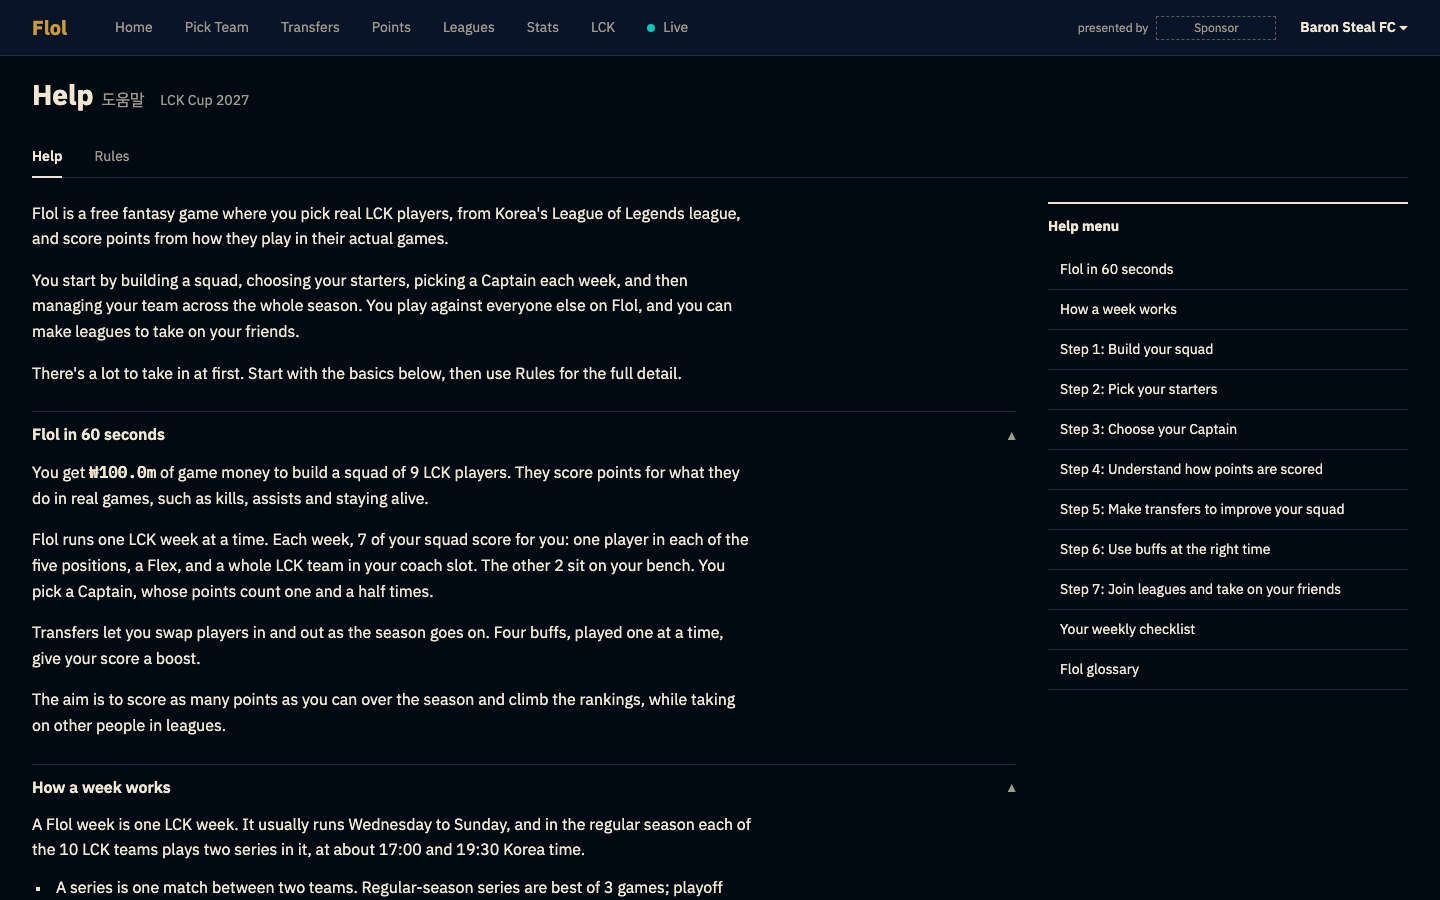 Flol
Home
Pick Team
Transfers
Points
Leagues
Stats
LCK
Live
presented by
Sponsor
Baron Steal FC
Help 도움말 LCK Cup 2027
Help
Rules
Flol is a free fantasy game where you pick real LCK players, from Korea's League of Legends league,
and score points from how they play in their actual games.
You start by building a squad, choosing your starters, picking a Captain each week, and then
managing your team across the whole season. You play against everyone else on Flol, and you can
make leagues to take on your friends.
There's a lot to take in at first. Start with the basics below, then use Rules for the full detail.
Flol in 60 seconds
You get ₩100.0m of game money to build a squad of 9 LCK players. They score points for what they
do in real games, such as kills, assists and staying alive.
Flol runs one LCK week at a time. Each week, 7 of your squad score for you: one player in each of the
five positions, a Flex, and a whole LCK team in your coach slot. The other 2 sit on your bench. You
pick a Captain, whose points count one and a half times.
Transfers let you swap players in and out as the season goes on. Four buffs, played one at a time,
give your score a boost.
The aim is to score as many points as you can over the season and climb the rankings, while taking
on other people in leagues.
How a week works
A Flol week is one LCK week. It usually runs Wednesday to Sunday, and in the regular season each of
the 10 LCK teams plays two series in it, at about 17:00 and 19:30 Korea time.
A series is one match between two teams. Regular-season series are best of 3 games; playoff
Help menu
Flol in 60 seconds
How a week works
Step 1: Build your squad
Step 2: Pick your starters
Step 3: Choose your Captain
Step 4: Understand how points are scored
Step 5: Make transfers to improve your squad
Step 6: Use buffs at the right time
Step 7: Join leagues and take on your friends
Your weekly checklist
Flol glossary